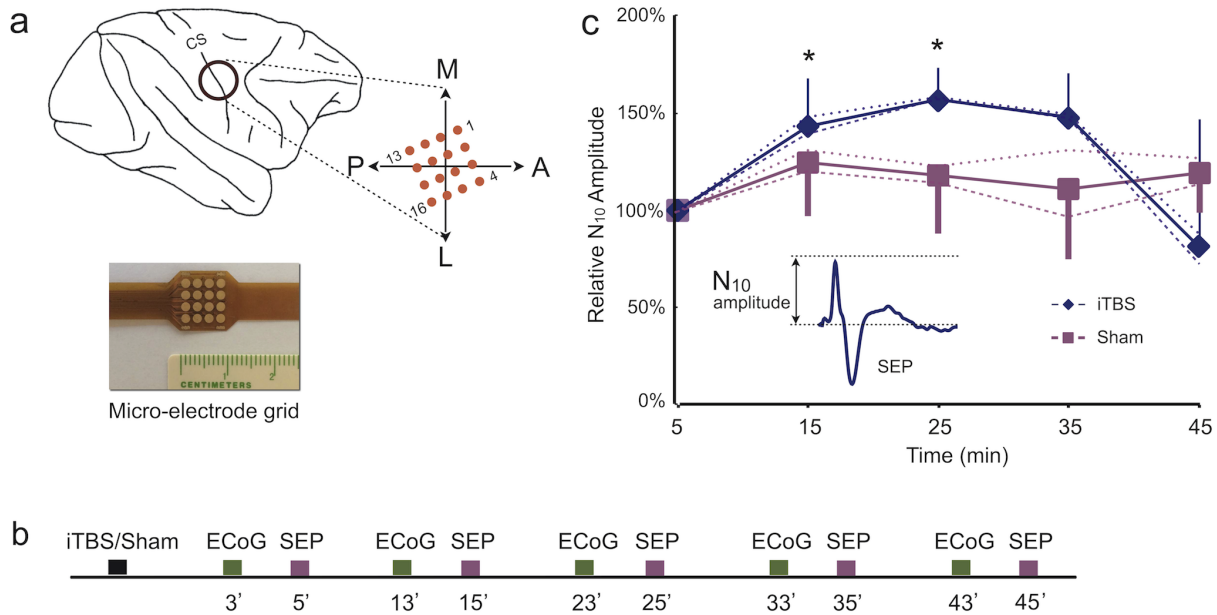 a
CS
M
1
13
P
A
4
16
L
CENTIMETERS 1 2
Micro-electrode grid
c
200%
150%
100%
50%
0%
Relative N10 Amplitude
* *
N10
amplitude
SEP
iTBS
Sham
5 15 25 35 45
Time (min)
b
iTBS/Sham ECoG SEP ECoG SEP ECoG SEP ECoG SEP ECoG SEP
3’ 5’ 13’ 15’ 23’ 25’ 33’ 35’ 43’ 45’